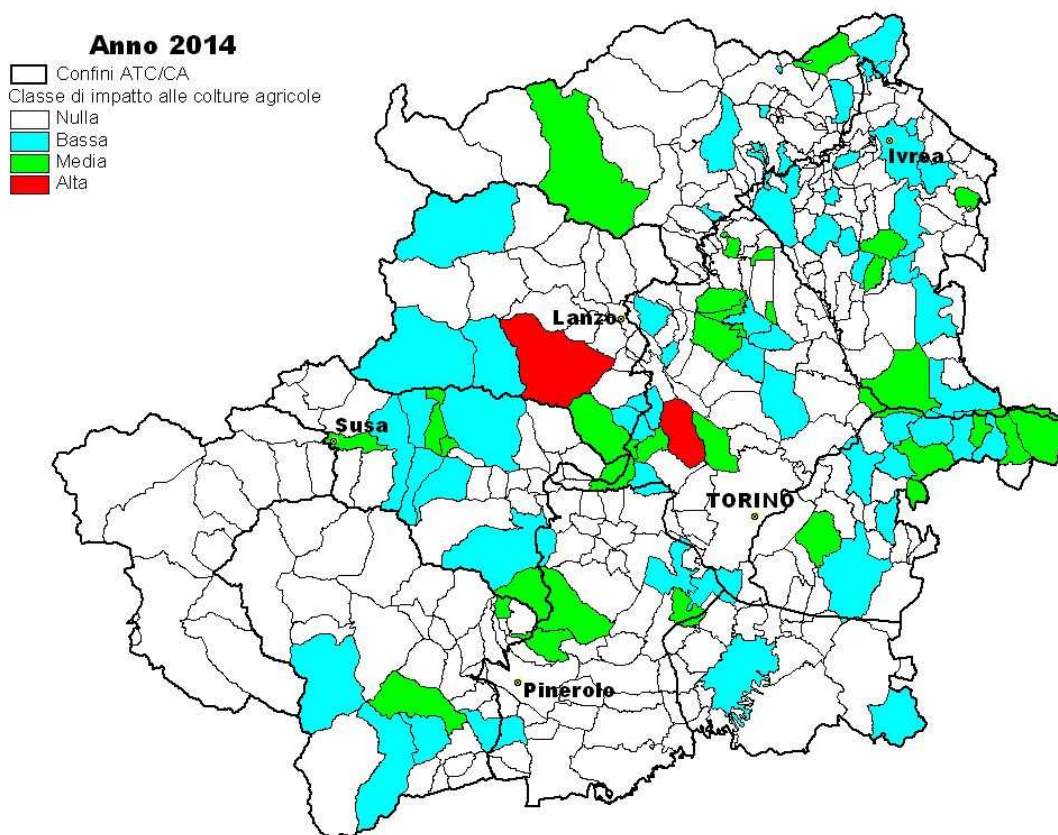 Anno 2014
Confini ATC/CA
Classe di impatto alle colture agricole
Nulla
Bassa
Media
Alta
Ivrea
Lanzo
Susa
TORINO
Pinerolo